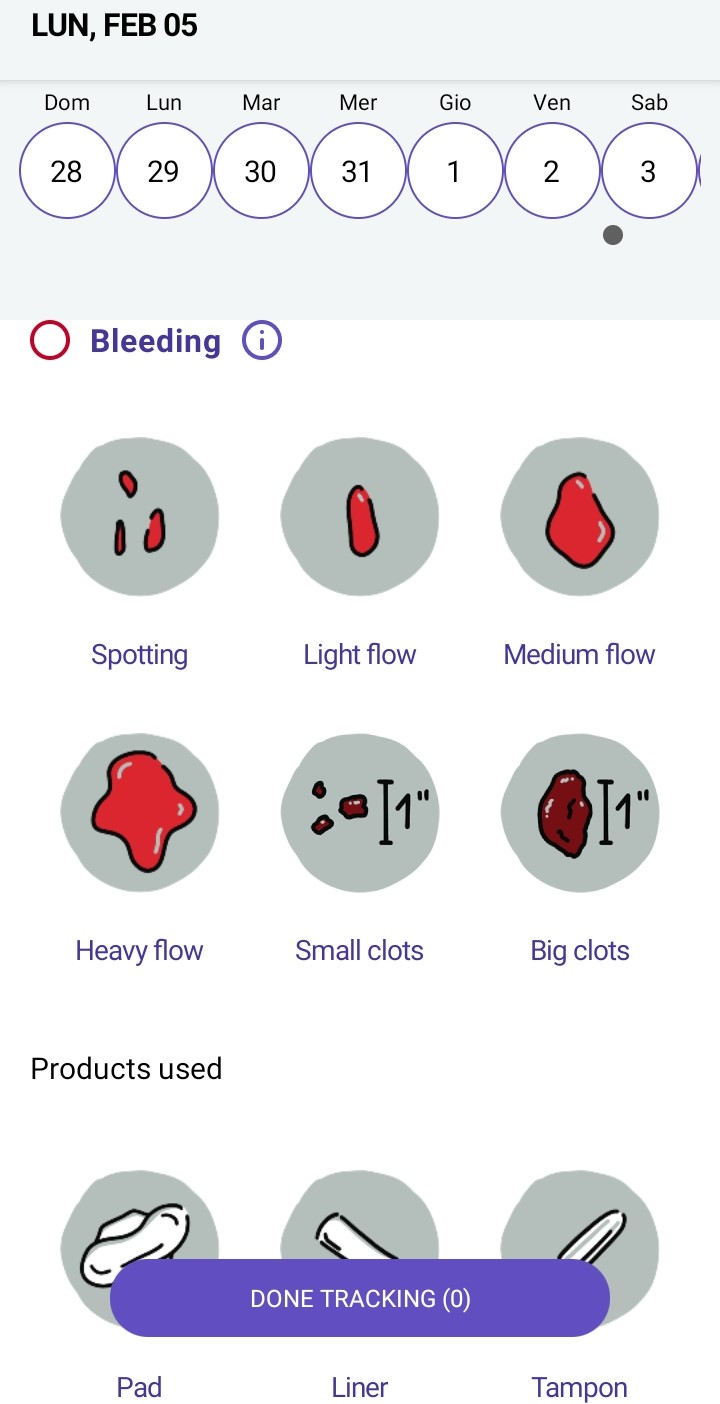 LUN, FEB 05
Dom Lun Mar Mer Gio Ven Sab
28 29 30 31 1 2 3
Bleeding
Spotting Light flow Medium flow
1" 1"
Heavy flow Small clots Big clots
Products used
DONE TRACKING (0)
Pad Liner Tampon